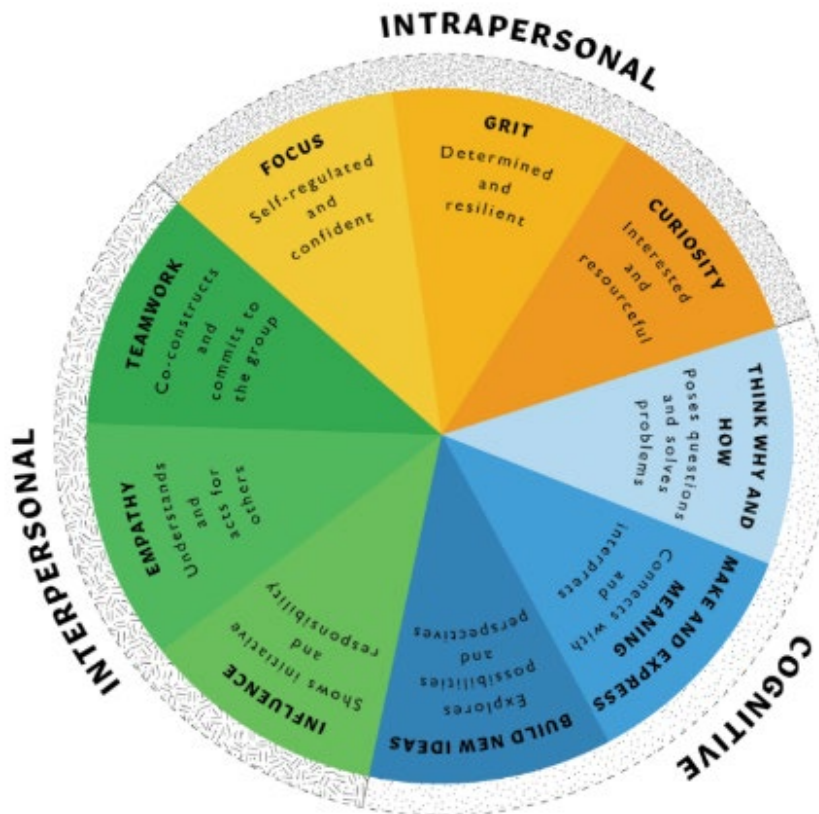 INTRAPERSONAL
FOCUS
Self-regulated
and
confident
GRIT
Determined
and
resilient
CURIOSITY
Interested
and
resourceful
COGNITIVE
THINK WHY AND
HOW
Poses questions
and solves
problems
MAKE AND EXPRESS
MEANING
Connects with
and
interprets
BUILD NEW IDEAS
Explores
possibilities
and
perspectives
INTERPERSONAL
INFLUENCE
Shows initiative
and
responsibility
EMPATHY
Understands
and
acts for
others
TEAMWORK
Co-constructs
and
commits to
the group